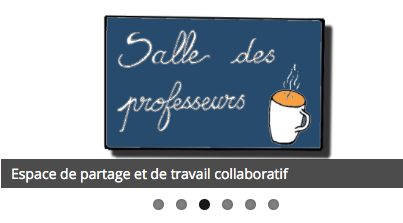 Salle des
professeurs
Espace de partage et de travail collaboratif